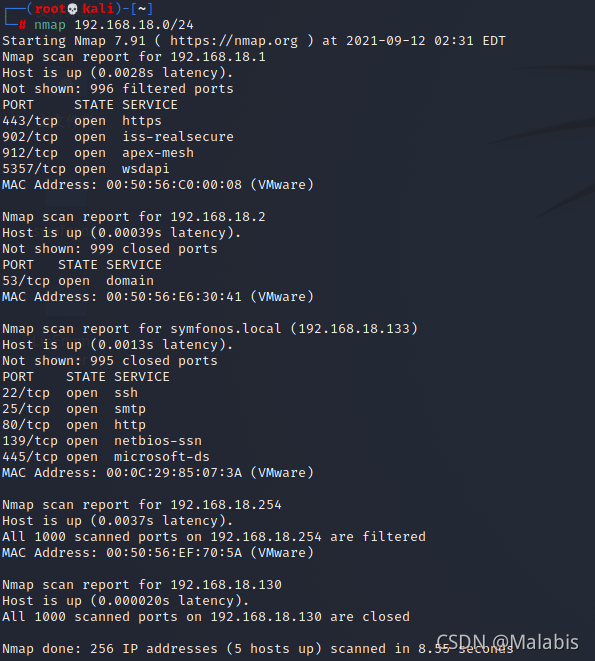 ┌──(root💀kali)-[~]
└─# nmap 192.168.18.0/24
Starting Nmap 7.91 ( https://nmap.org ) at 2021-09-12 02:31 EDT
Nmap scan report for 192.168.18.1
Host is up (0.0028s latency).
Not shown: 996 filtered ports
PORT     STATE SERVICE
443/tcp  open  https
902/tcp  open  iss-realsecure
912/tcp  open  apex-mesh
5357/tcp open  wsdapi
MAC Address: 00:50:56:C0:00:08 (VMware)

Nmap scan report for 192.168.18.2
Host is up (0.00039s latency).
Not shown: 999 closed ports
PORT   STATE SERVICE
53/tcp open  domain
MAC Address: 00:50:56:E6:30:41 (VMware)

Nmap scan report for symfonos.local (192.168.18.133)
Host is up (0.0013s latency).
Not shown: 995 closed ports
PORT    STATE SERVICE
22/tcp  open  ssh
25/tcp  open  smtp
80/tcp  open  http
139/tcp open  netbios-ssn
445/tcp open  microsoft-ds
MAC Address: 00:0C:29:85:07:3A (VMware)

Nmap scan report for 192.168.18.254
Host is up (0.0037s latency).
All 1000 scanned ports on 192.168.18.254 are filtered
MAC Address: 00:50:56:EF:70:5A (VMware)

Nmap scan report for 192.168.18.130
Host is up (0.000020s latency).
All 1000 scanned ports on 192.168.18.130 are closed

Nmap done: 256 IP addresses (5 hosts up) scanned in 8.55 seconds
CSDN @Malabis